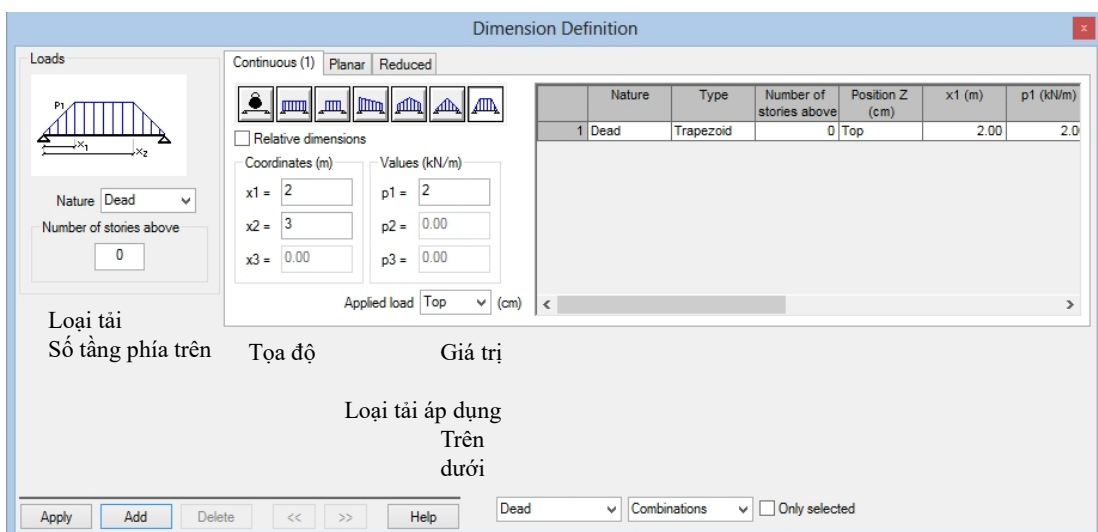 Dimension Definition
x
Loads
P1
x1
x2
Nature Dead
Number of stories above
0
Continuous (1) Planar Reduced
Relative dimensions
Coordinates (m) Values (kN/m)
x1 = 2 p1 = 2
x2 = 3 p2 = 0.00
x3 = 0.00 p3 = 0.00
Applied load Top (cm)
Nature Type Number of stories above Position Z (cm) x1 (m) p1 (kN/m)
1 Dead Trapezoid 0 Top 2.00 2.0
Loại tải
Số tầng phía trên
Tọa độ Giá trị
Loại tải áp dụng
Trên
dưới
Apply Add Delete << >> Help Dead Combinations Only selected